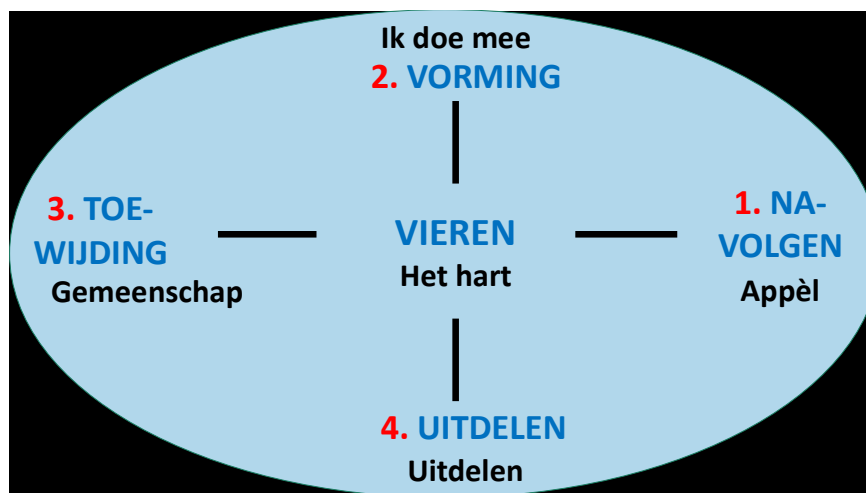 Ik doe mee
2. VORMING
3. TOE-
WIJDING
Gemeenschap
VIEREN
Het hart
1. NA-
VOLGEN
Appèl
4. UITDELEN
Uitdelen